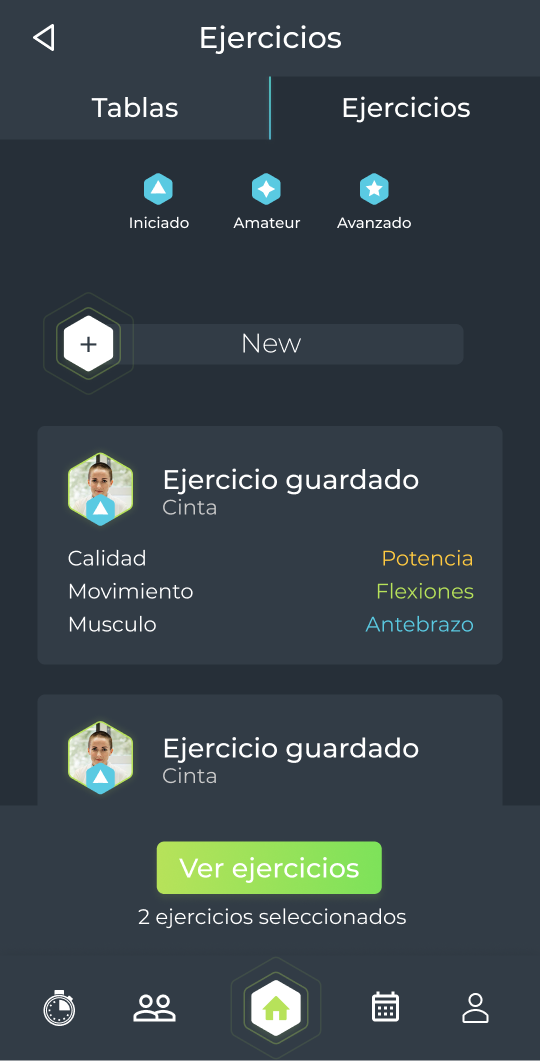 Ejercicios
Tablas
Ejercicios
Iniciado
Amateur
Avanzado
New
Ejercicio guardado
Cinta
Calidad
Potencia
Movimiento
Flexiones
Musculo
Antebrazo
Ejercicio guardado
Cinta
Ver ejercicios
2 ejercicios seleccionados